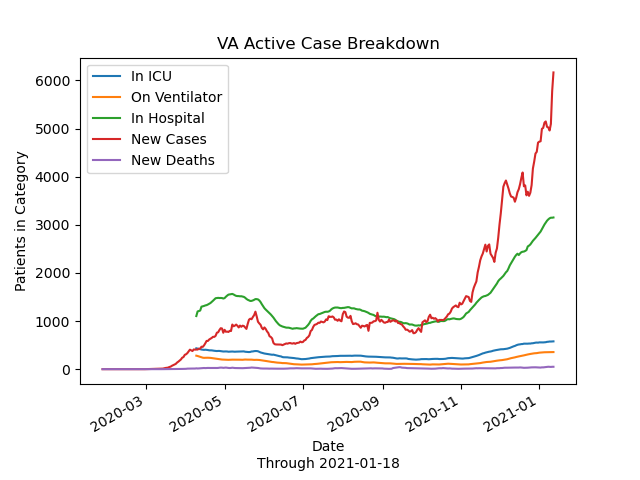 VA Active Case Breakdown
In ICU
On Ventilator
In Hospital
New Cases
New Deaths
Patients in Category
6000
5000
4000
3000
2000
1000
0
2020-03
2020-05
2020-07
2020-09
2020-11
2021-01
Date
Through 2021-01-18